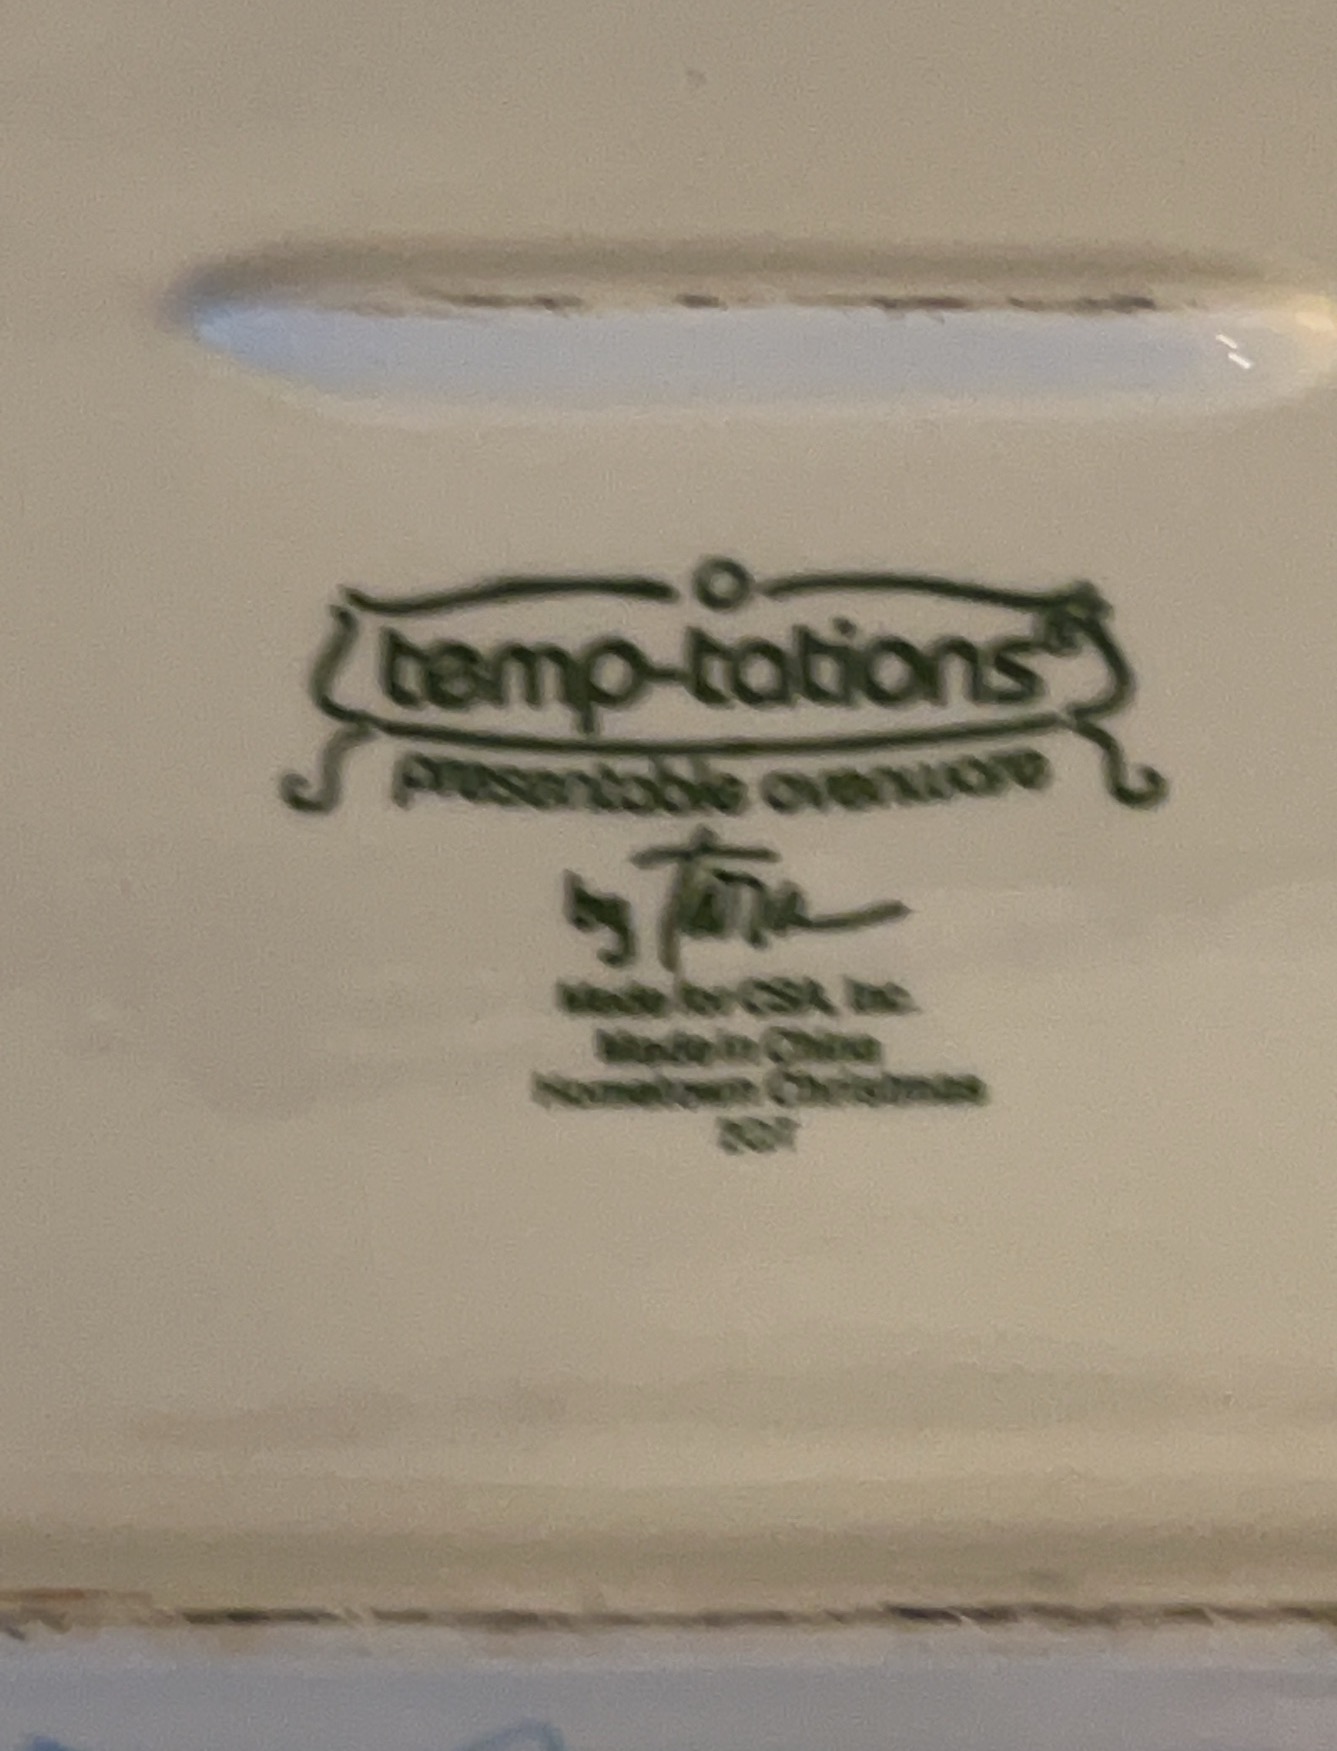 temp-tations®
presentable ovenware
by Tara
Made for CSA, Inc.
Made in China
Hometown Christmas